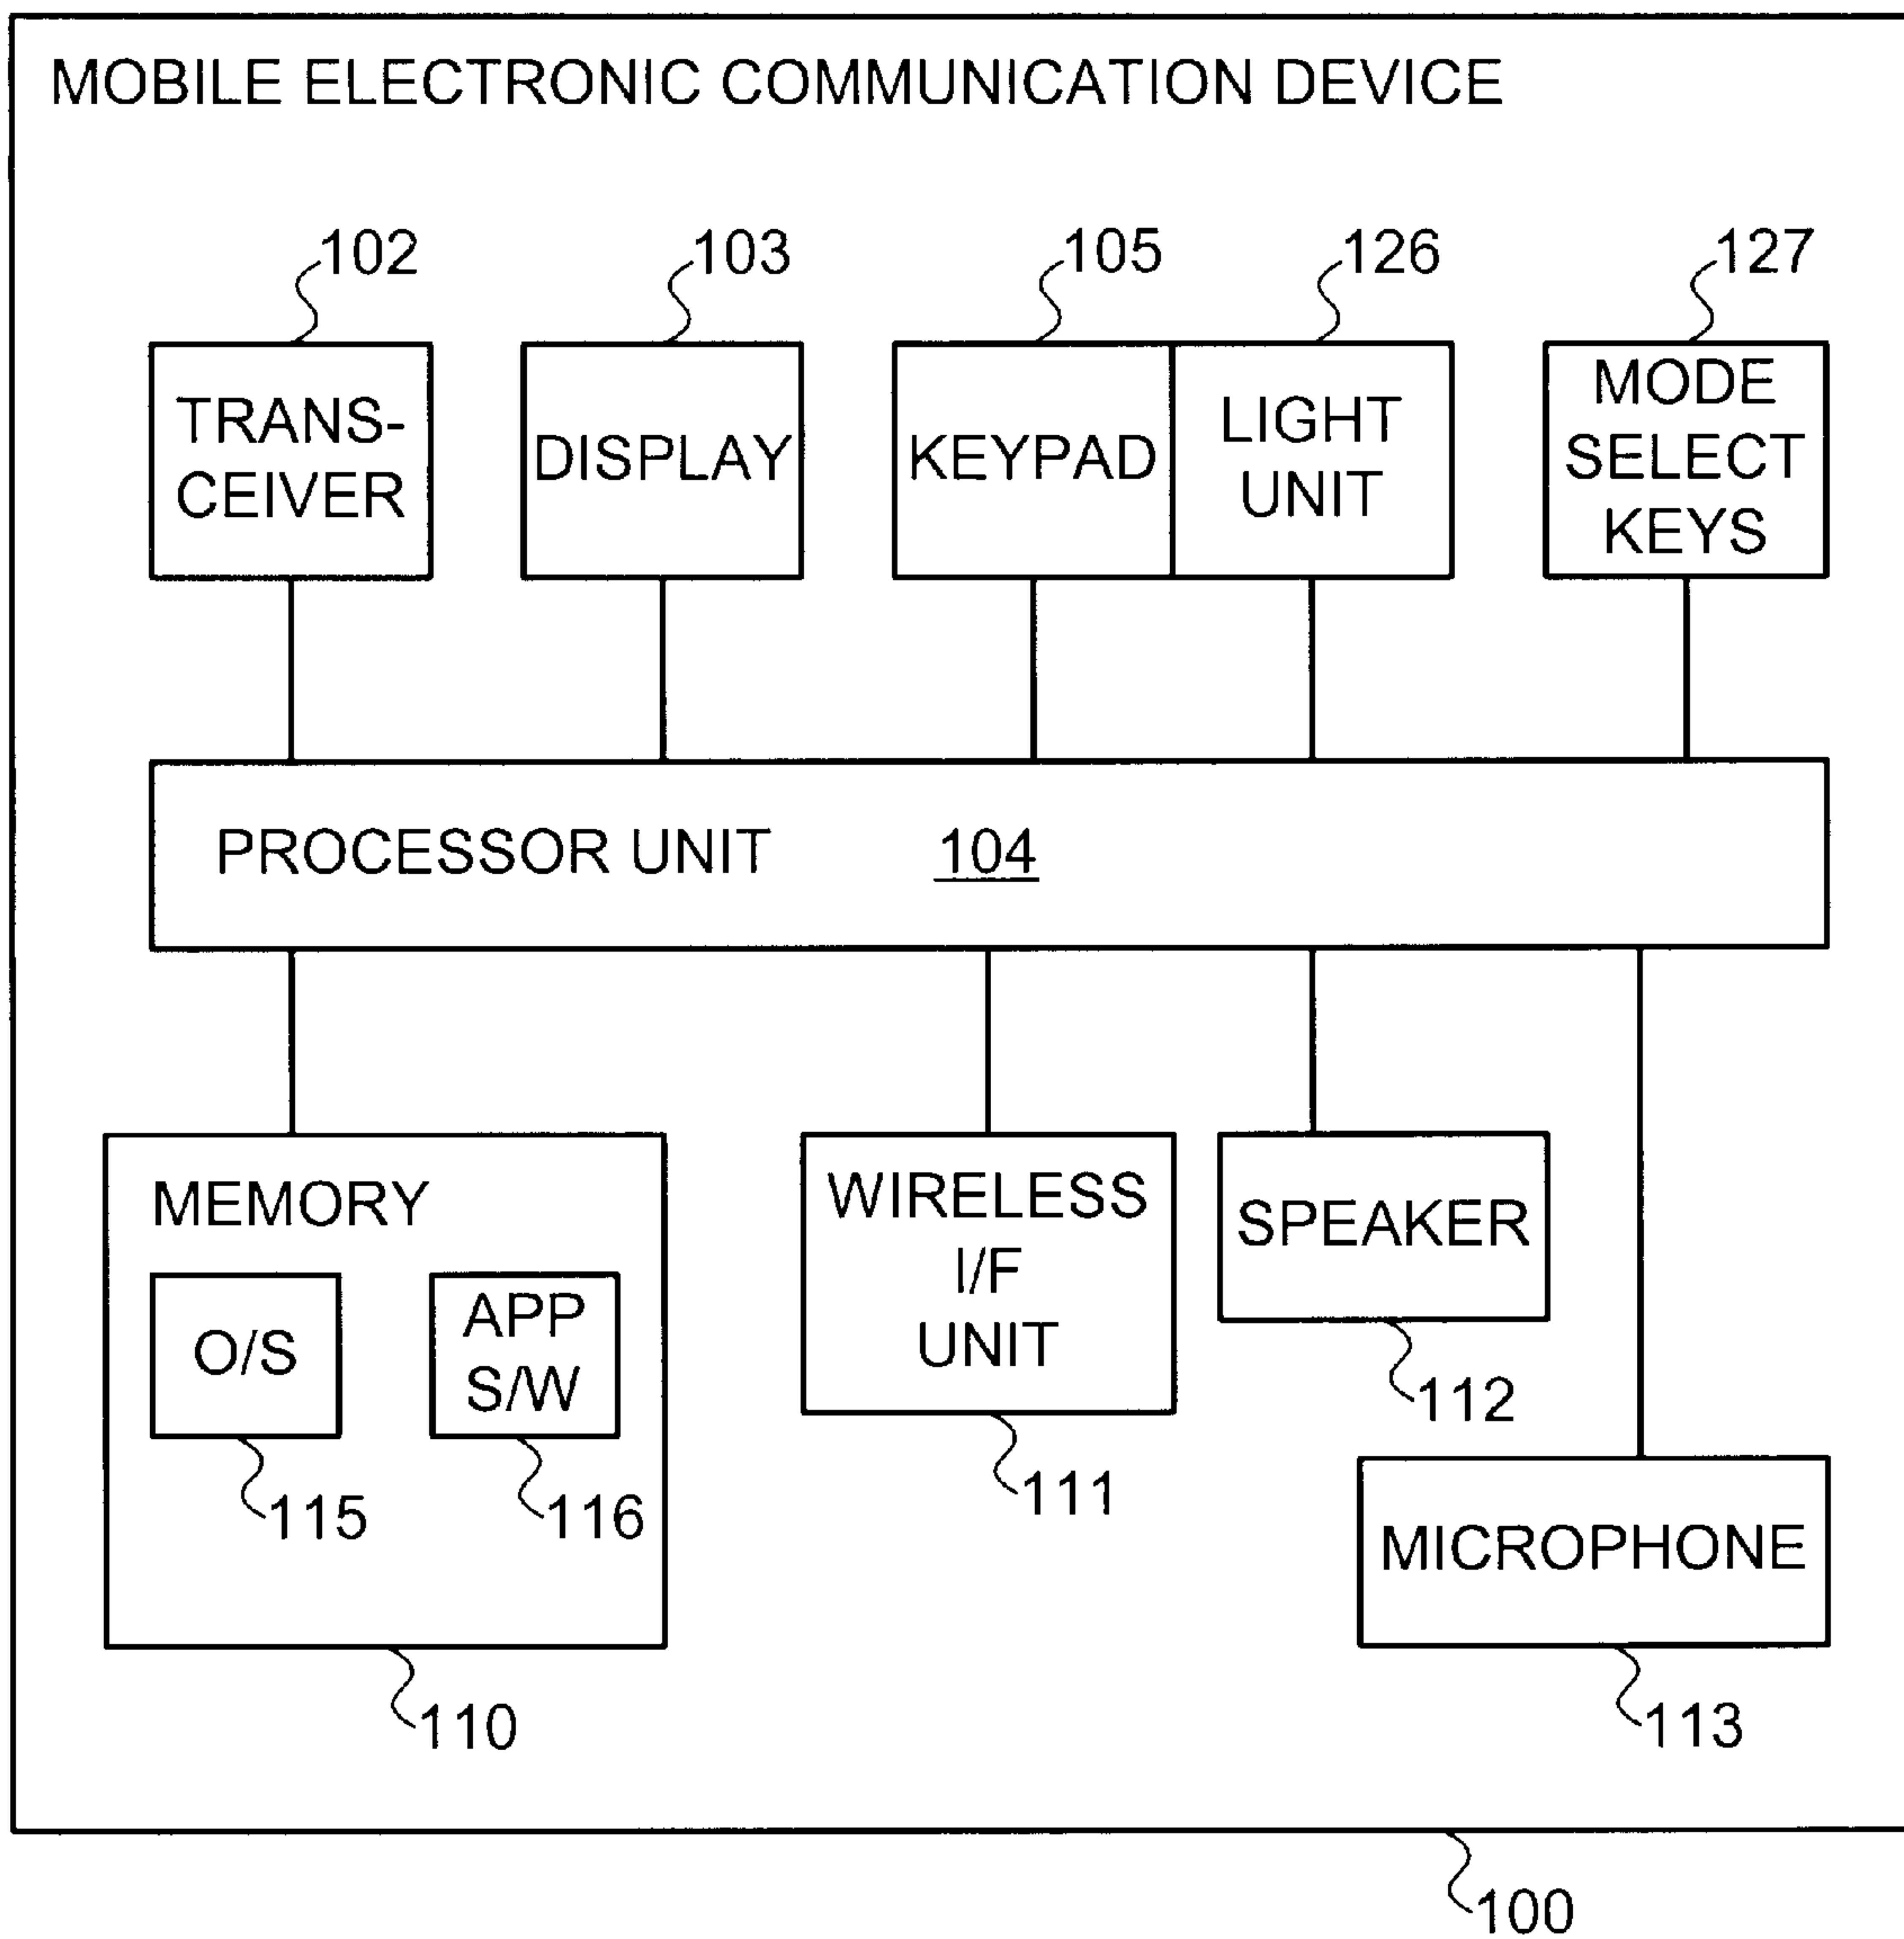 MOBILE ELECTRONIC COMMUNICATION DEVICE
102
103
105
126
127
TRANS-
CEIVER
DISPLAY
KEYPAD
LIGHT
UNIT
MODE
SELECT
KEYS
PROCESSOR UNIT 104
MEMORY
O/S
115
APP
S/W
116
110
WIRELESS
I/F
UNIT
111
SPEAKER
112
MICROPHONE
113
100